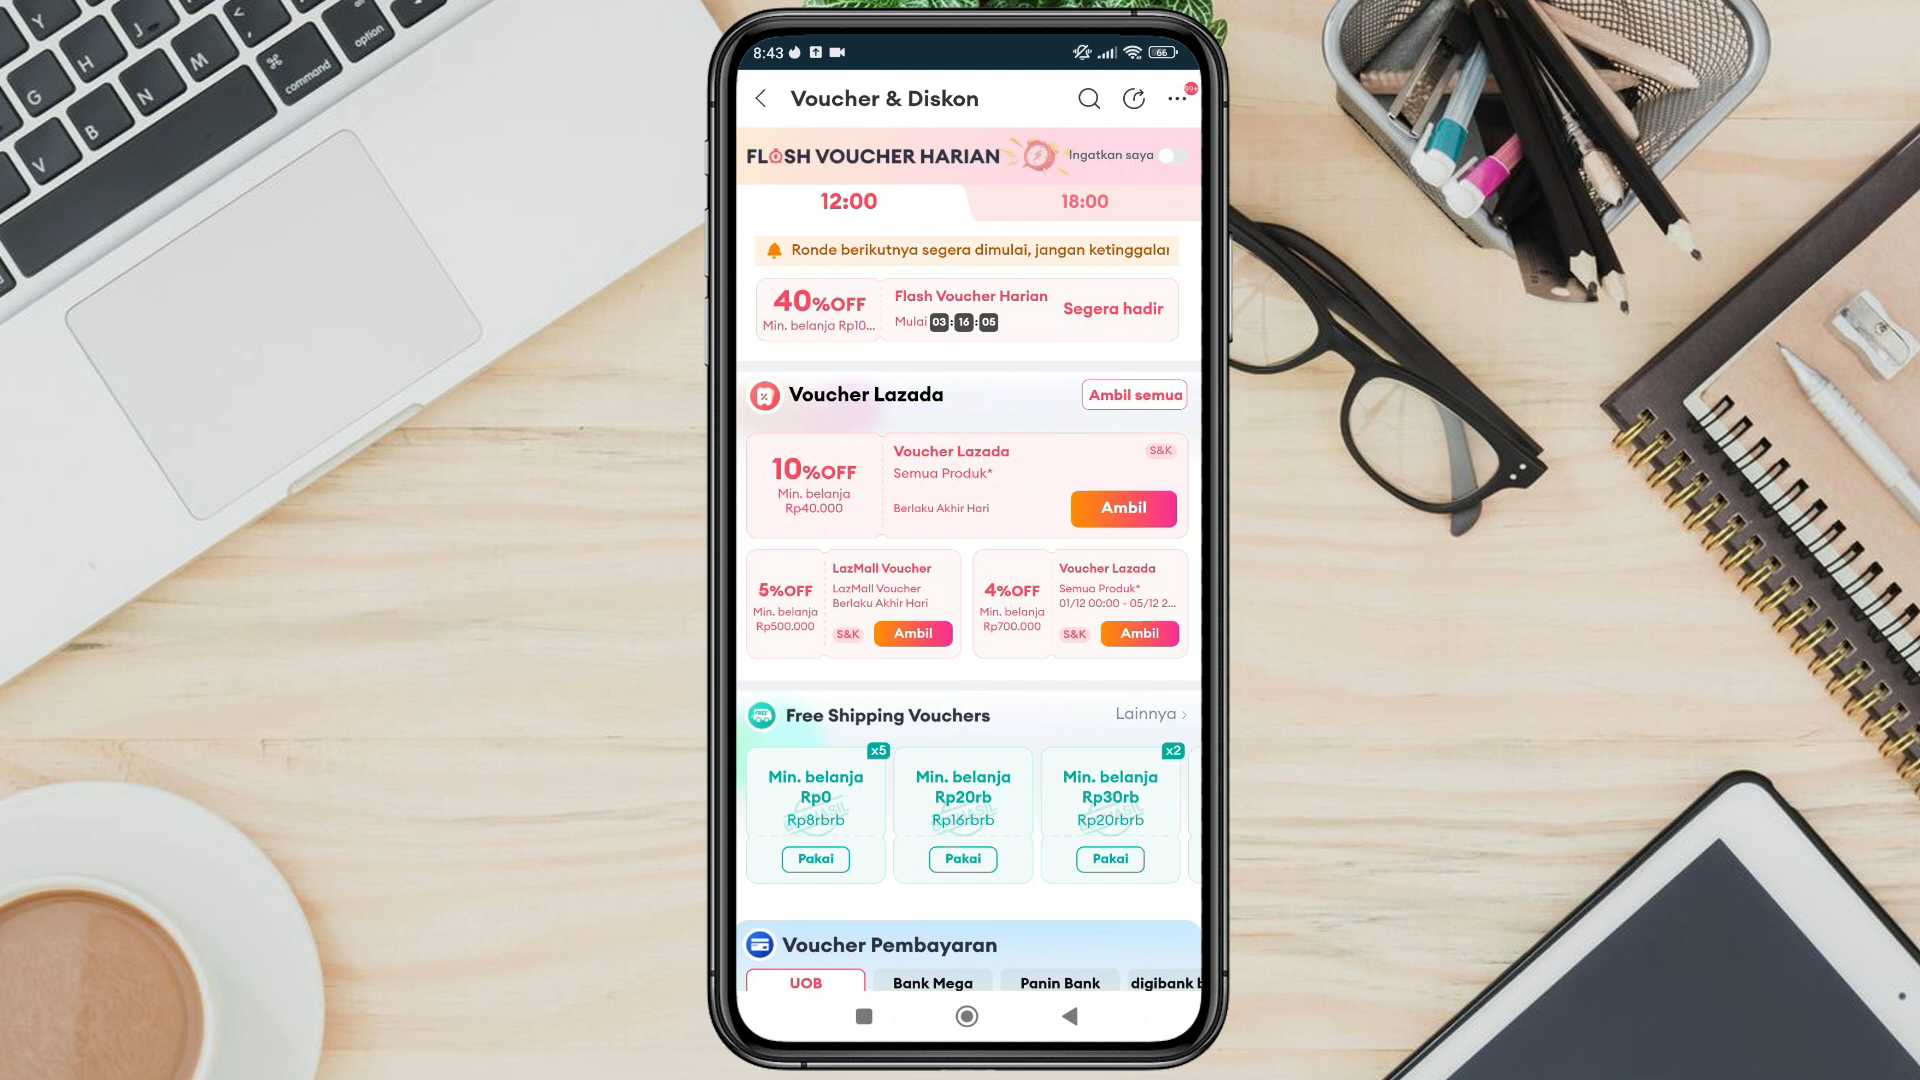 8:43
66
Voucher & Diskon
99+
FLASH VOUCHER HARIAN
Ingatkan saya
12:00
18:00
Ronde berikutnya segera dimulai, jangan ketinggalan
40%OFF
Min. belanja Rp10...
Flash Voucher Harian
Mulai 03:16:05
Segera hadir
Voucher Lazada
Ambil semua
10%OFF
Min. belanja
Rp40.000
Voucher Lazada
S&K
Semua Produk*
Berlaku Akhir Hari
Ambil
5%OFF
Min. belanja
Rp500.000
LazMall Voucher
LazMall Voucher
Berlaku Akhir Hari
S&K
Ambil
4%OFF
Min. belanja
Rp700.000
Voucher Lazada
Semua Produk*
01/12 00:00 - 05/12 2...
S&K
Ambil
FREE
Free Shipping Vouchers
Lainnya >
x5
Min. belanja
Rp0
Rp8rbrb
Pakai
Min. belanja
Rp20rb
Rp16rbrb
Pakai
x2
Min. belanja
Rp30rb
Rp20rbrb
Pakai
Voucher Pembayaran
UOB
Bank Mega
Panin Bank
digibank b
Y
J
<
option
H
M
command
G
N
B
V